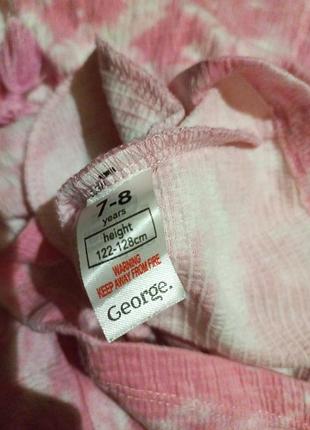 7-8
years
height
122-128cm
WARNING
KEEP AWAY FROM FIRE
George.